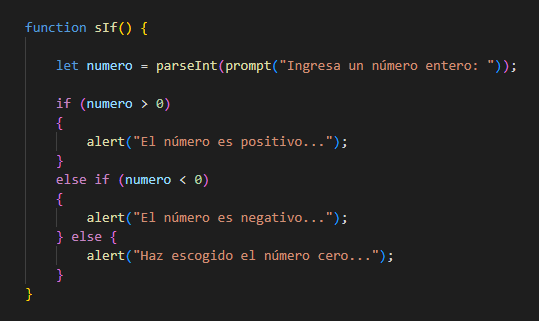 function sIf() {
let numero = parseInt(prompt("Ingresa un número entero: "));
if (numero > 0)
{
alert("El número es positivo...");
}
else if (numero < 0)
{
alert("El número es negativo...");
} else {
alert("Haz escogido el número cero...");
}
}